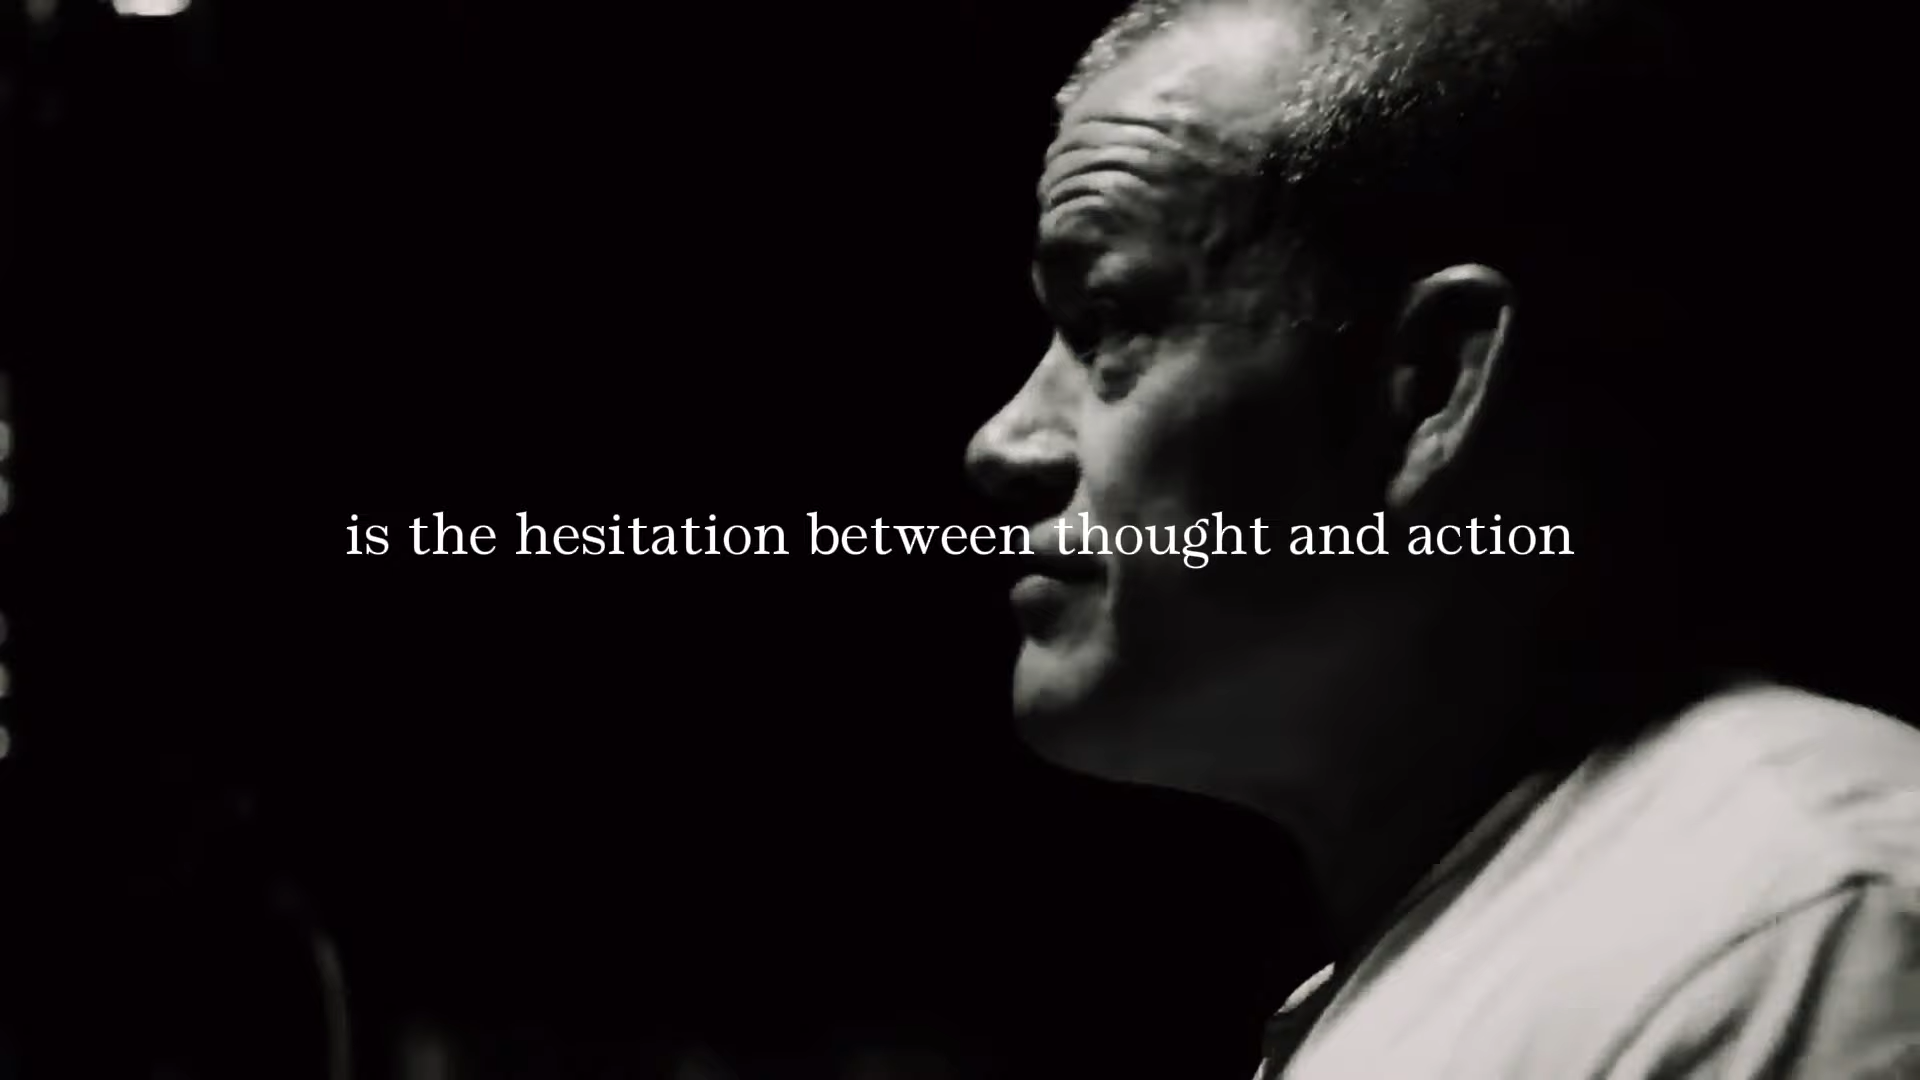 is the hesitation between thought and action